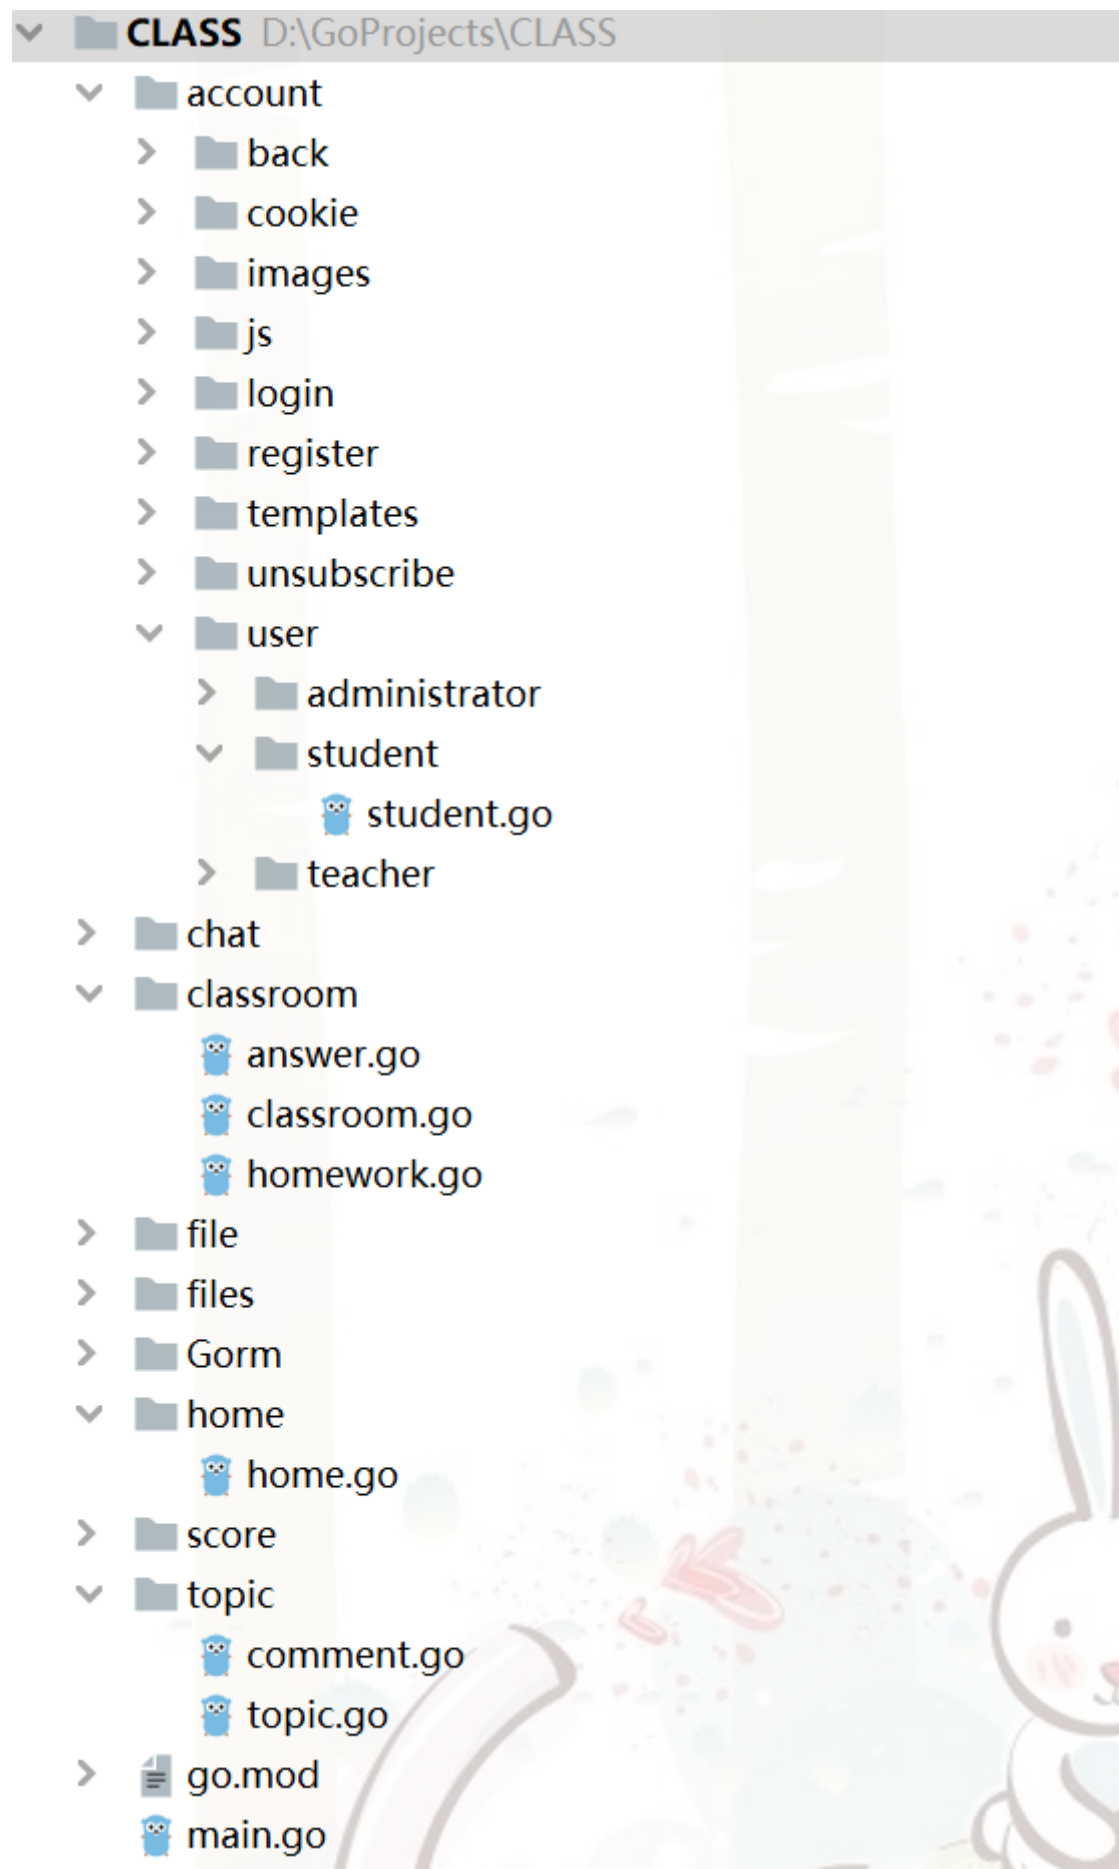 CLASS D:\GoProjects\CLASS
account
back
cookie
images
js
login
register
templates
unsubscribe
user
administrator
student
student.go
teacher
chat
classroom
answer.go
classroom.go
homework.go
file
files
Gorm
home
home.go
score
topic
comment.go
topic.go
go.mod
main.go